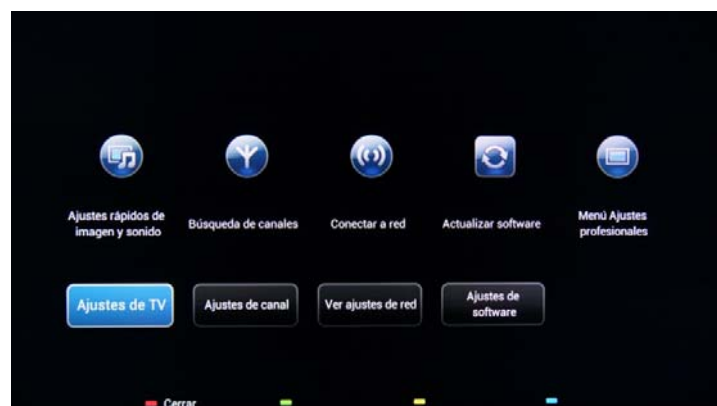 Ajustes rápidos de
imagen y sonido
Búsqueda de canales
Conectar a red
Actualizar software
Menú Ajustes
profesionales
Ajustes de TV
Ajustes de canal
Ver ajustes de red
Ajustes de
software
Cerrar